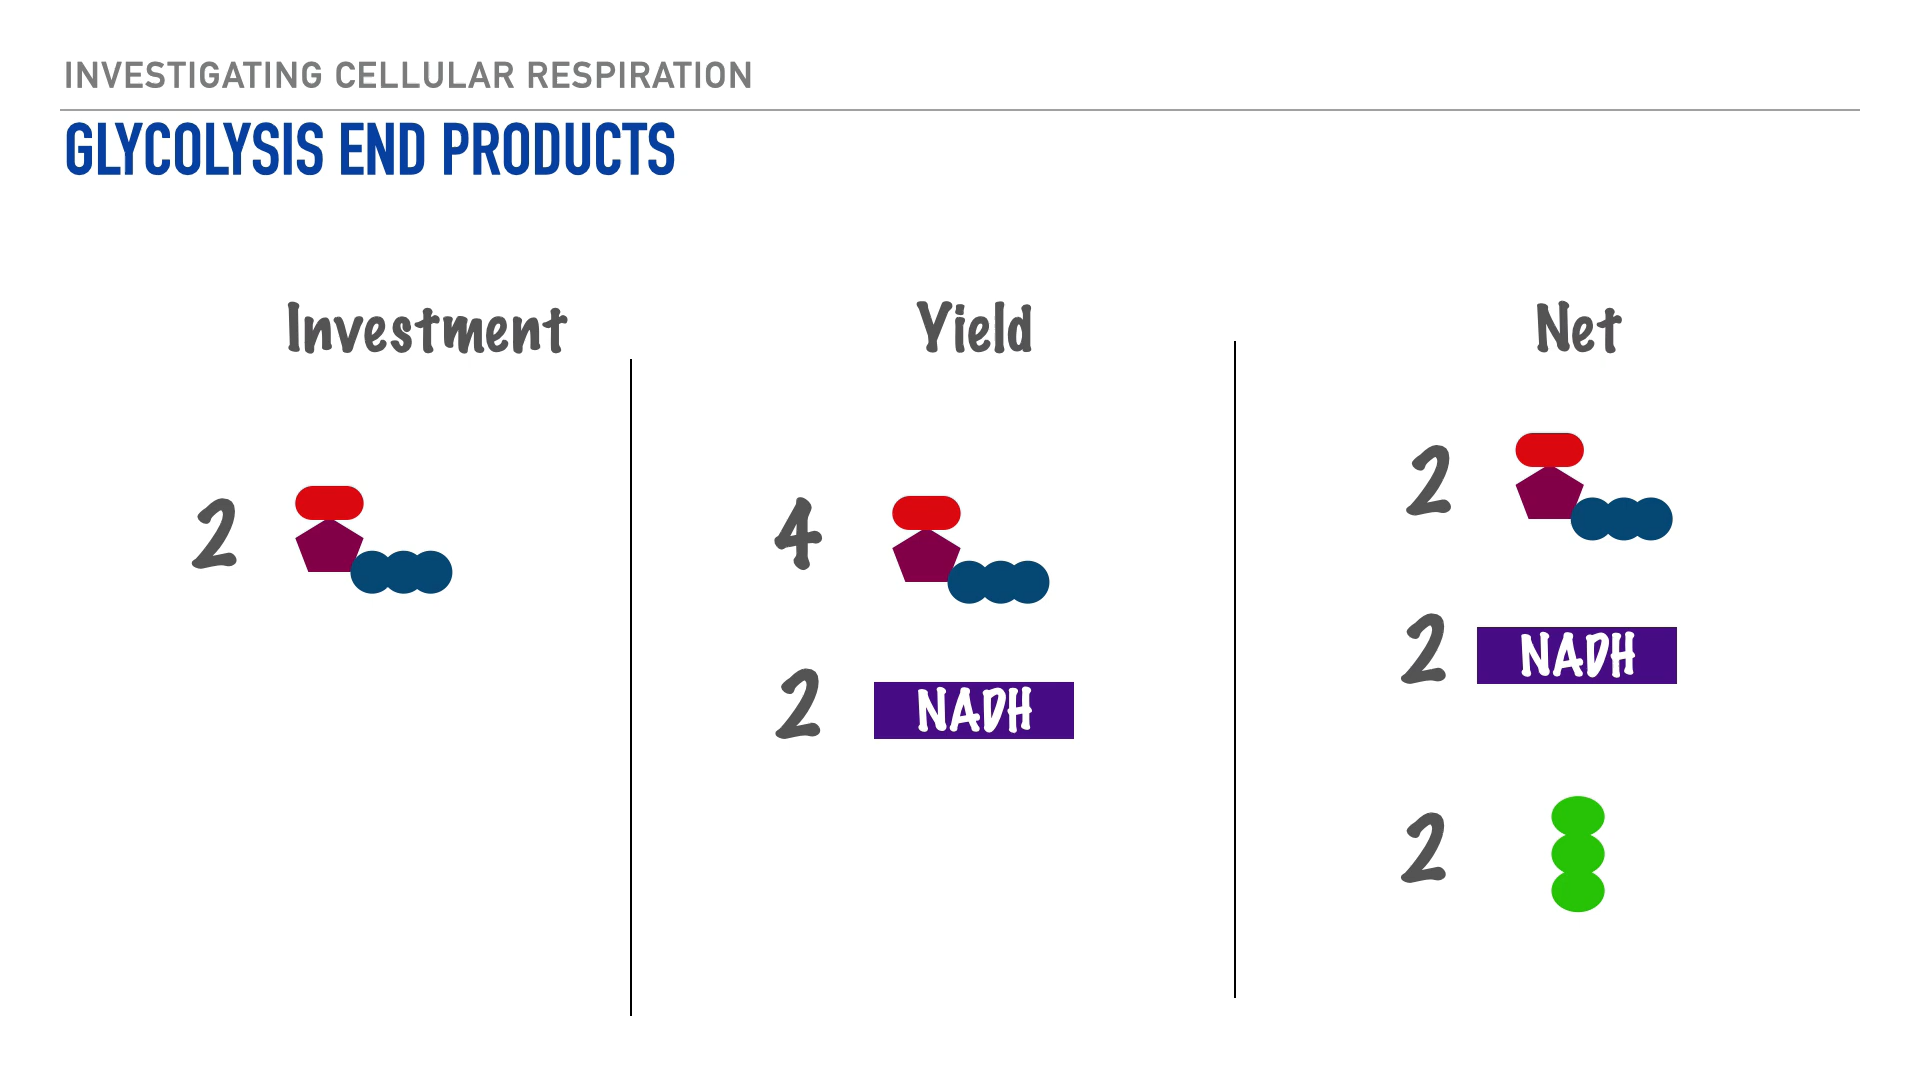 INVESTIGATING CELLULAR RESPIRATION
GLYCOLYSIS END PRODUCTS
Investment
Yield
Net
2
4
2
2
NADH
2
NADH
2